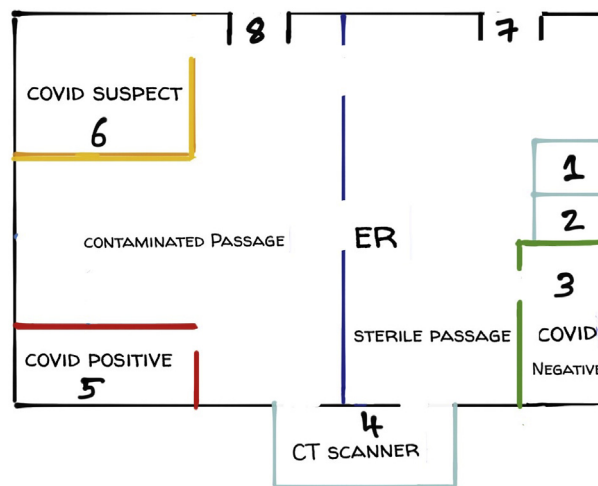 8
7
COVID SUSPECT
6
1
2
CONTAMINATED PASSAGE
ER
3
STERILE PASSAGE
COVID
NEGATIVE
COVID POSITIVE
5
4
CT SCANNER